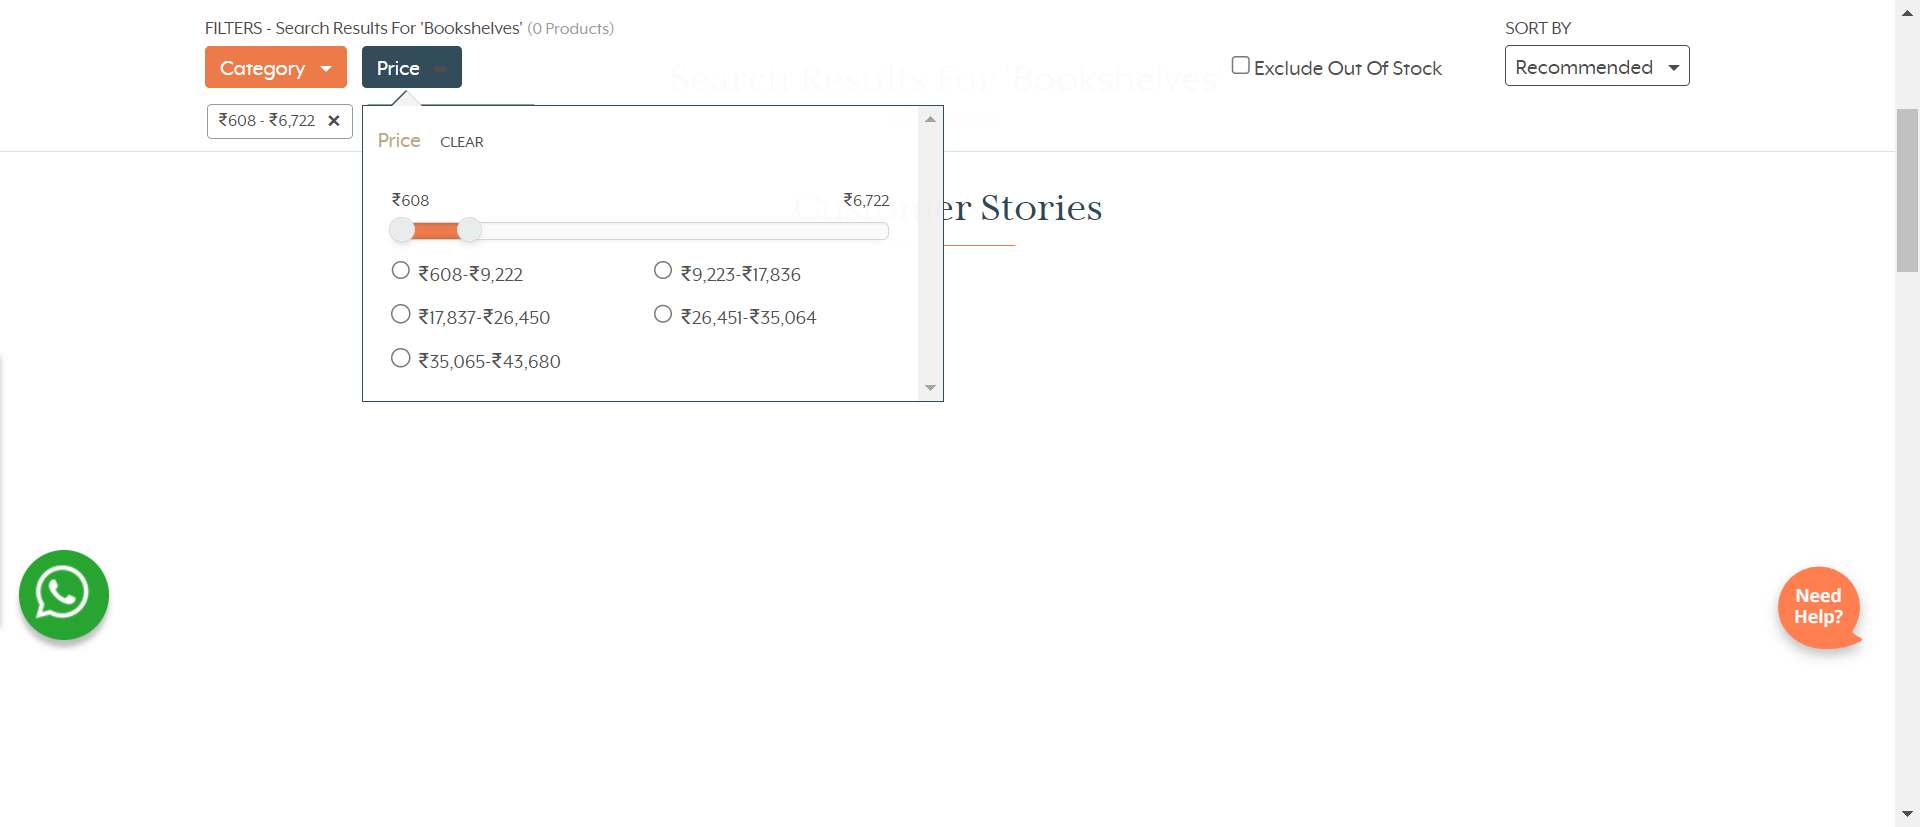 FILTERS - Search Results For 'Bookshelves' (0 Products)
SORT BY
Category
Price
Search Results For 'Bookshelves'
Exclude Out Of Stock
Recommended
₹608 - ₹6,722 ✕
Price CLEAR
₹608
₹6,722
Customer Stories
₹608-₹9,222
₹9,223-₹17,836
₹17,837-₹26,450
₹26,451-₹35,064
₹35,065-₹43,680
Need
Help?